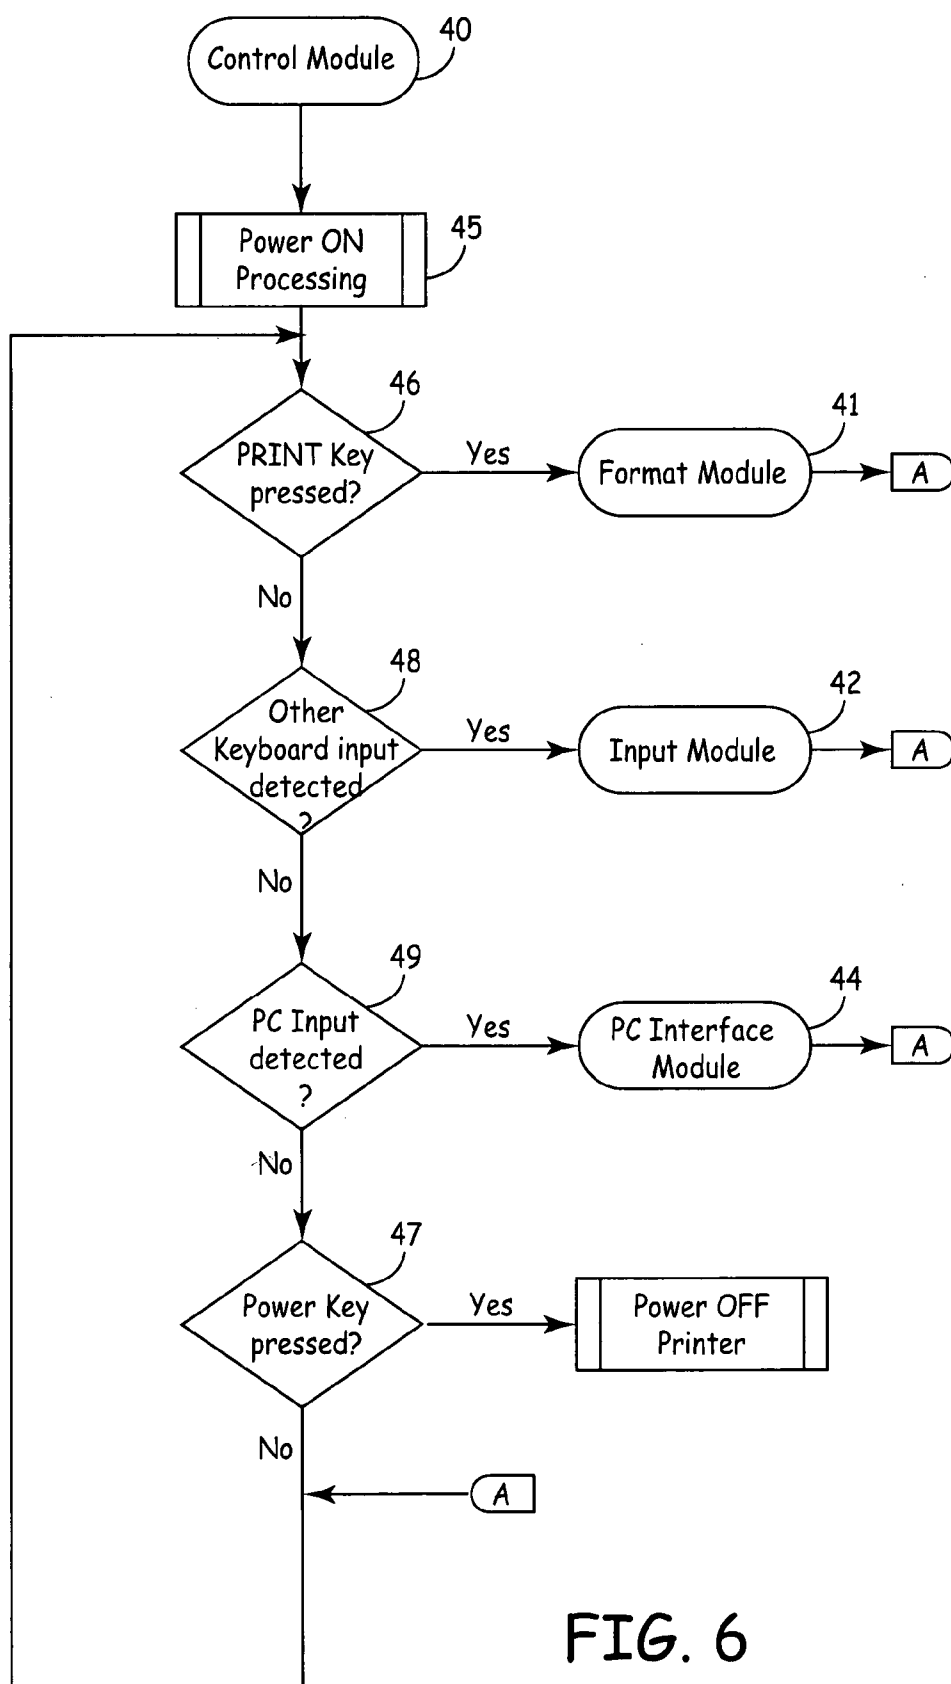 40
Control Module
45
Power ON
Processing
46
PRINT Key
pressed?
Yes
41
Format Module
A
No
48
Other
Keyboard input
detected
?
Yes
42
Input Module
A
No
49
PC Input
detected
?
Yes
44
PC Interface
Module
A
No
47
Power Key
pressed?
Yes
Power OFF
Printer
No
A
FIG. 6